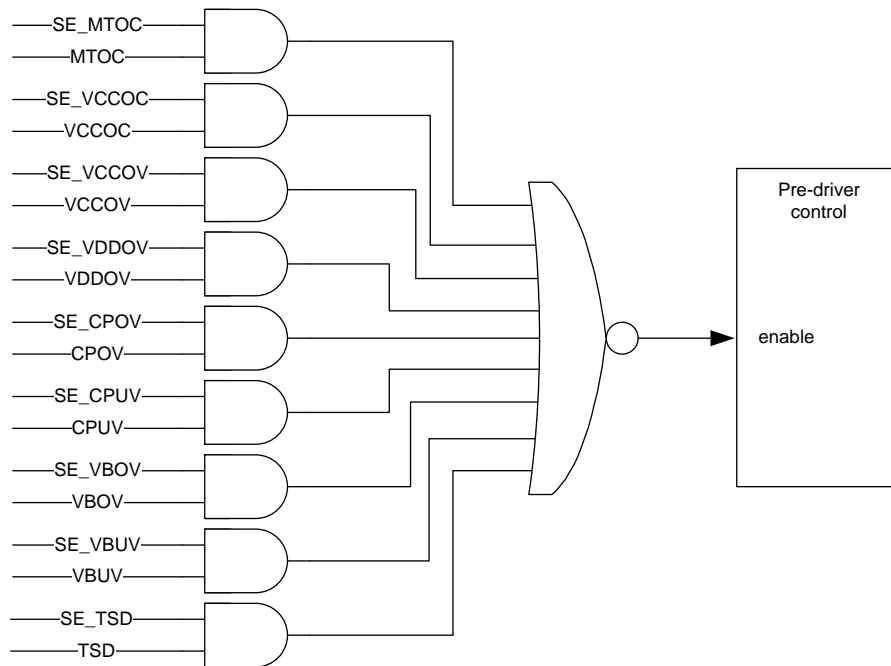 SE_MTOC
MTOC
SE_VCCOC
VCCOC
SE_VCCOV
VCCOV
SE_VDDOV
VDDOV
SE_CPOV
CPOV
SE_CPUV
CPUV
SE_VBOV
VBOV
SE_VBUV
VBUV
SE_TSD
TSD
Pre-driver
control
enable